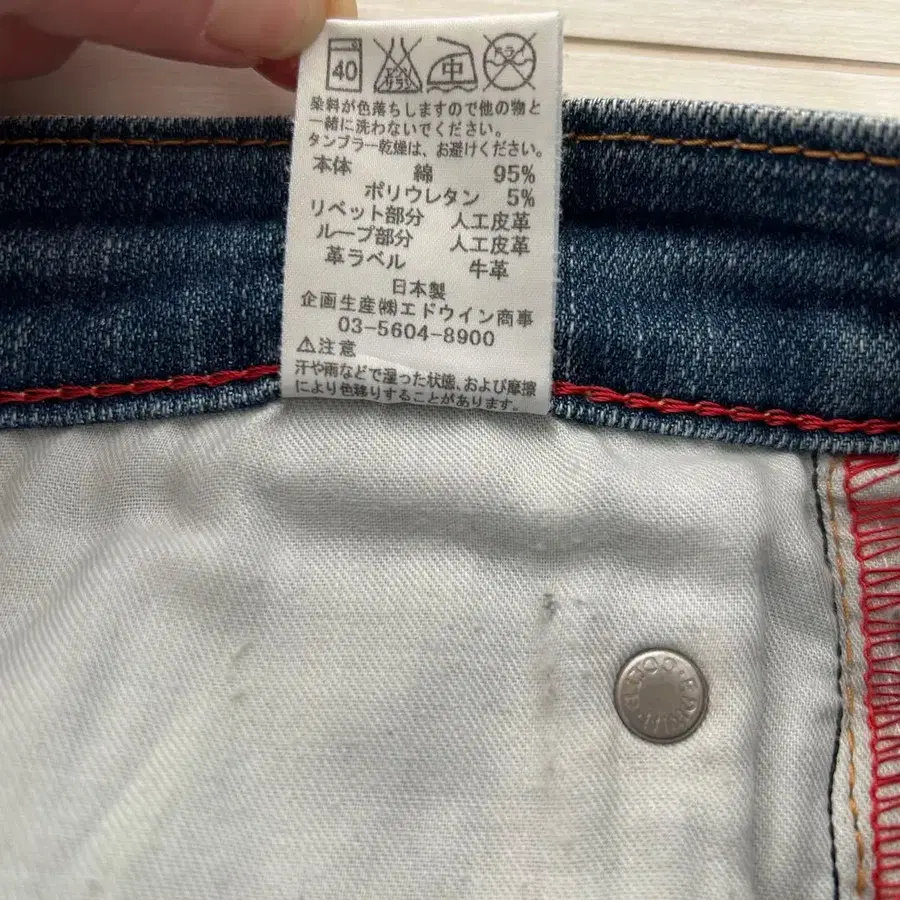 40 エンソサラシ 中 ドライ
染料が色落ちしますので他の物と
一緒に洗わないでください。
タンブラー乾燥は、お避けください。
本体 綿 95%
ポリウレタン 5%
リベット部分 人工皮革
ループ部分 人工皮革
革ラベル 牛革
日本製
企画生産㈱エドウイン商事
03-5604-8900
⚠注意
汗や雨などで湿った状態、および摩擦
により色移りすることがあります。